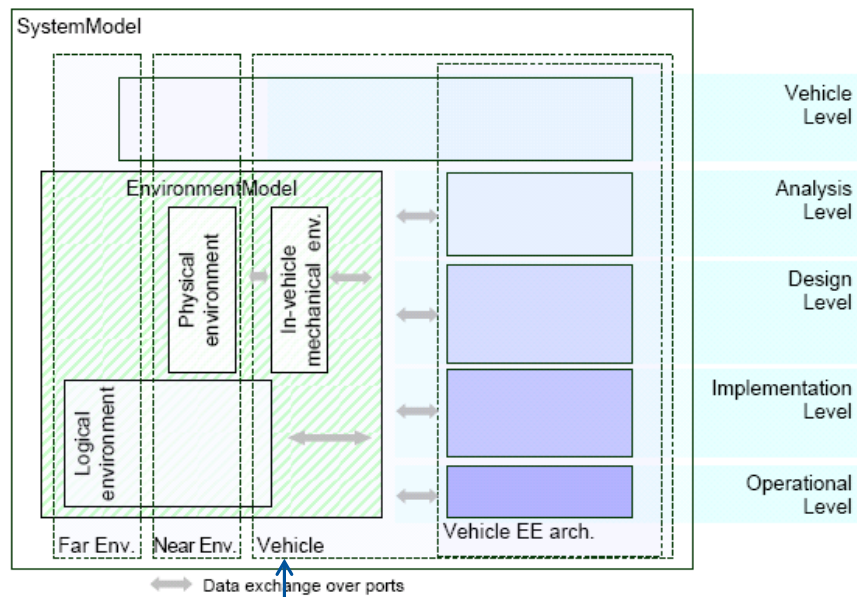 SystemModel
Vehicle
Level
EnvironmentModel
Analysis
Level
Physical
environment
In-vehicle
mechanical env.
Design
Level
Logical
environment
Implementation
Level
Operational
Level
Far Env.
Near Env.
Vehicle
Vehicle EE arch.
Data exchange over ports